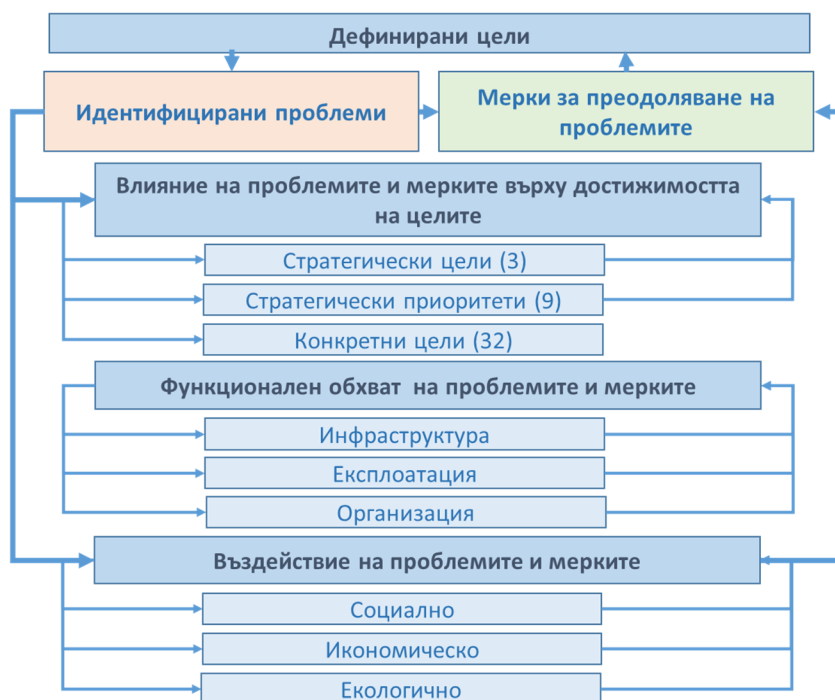 Дефинирани цели
Идентифицирани проблеми
Мерки за преодоляване на
проблемите
Влияние на проблемите и мерките върху достижимостта
на целите
Стратегически цели (3)
Стратегически приоритети (9)
Конкретни цели (32)
Функционален обхват на проблемите и мерките
Инфраструктура
Експлоатация
Организация
Въздействие на проблемите и мерките
Социално
Икономическо
Екологично